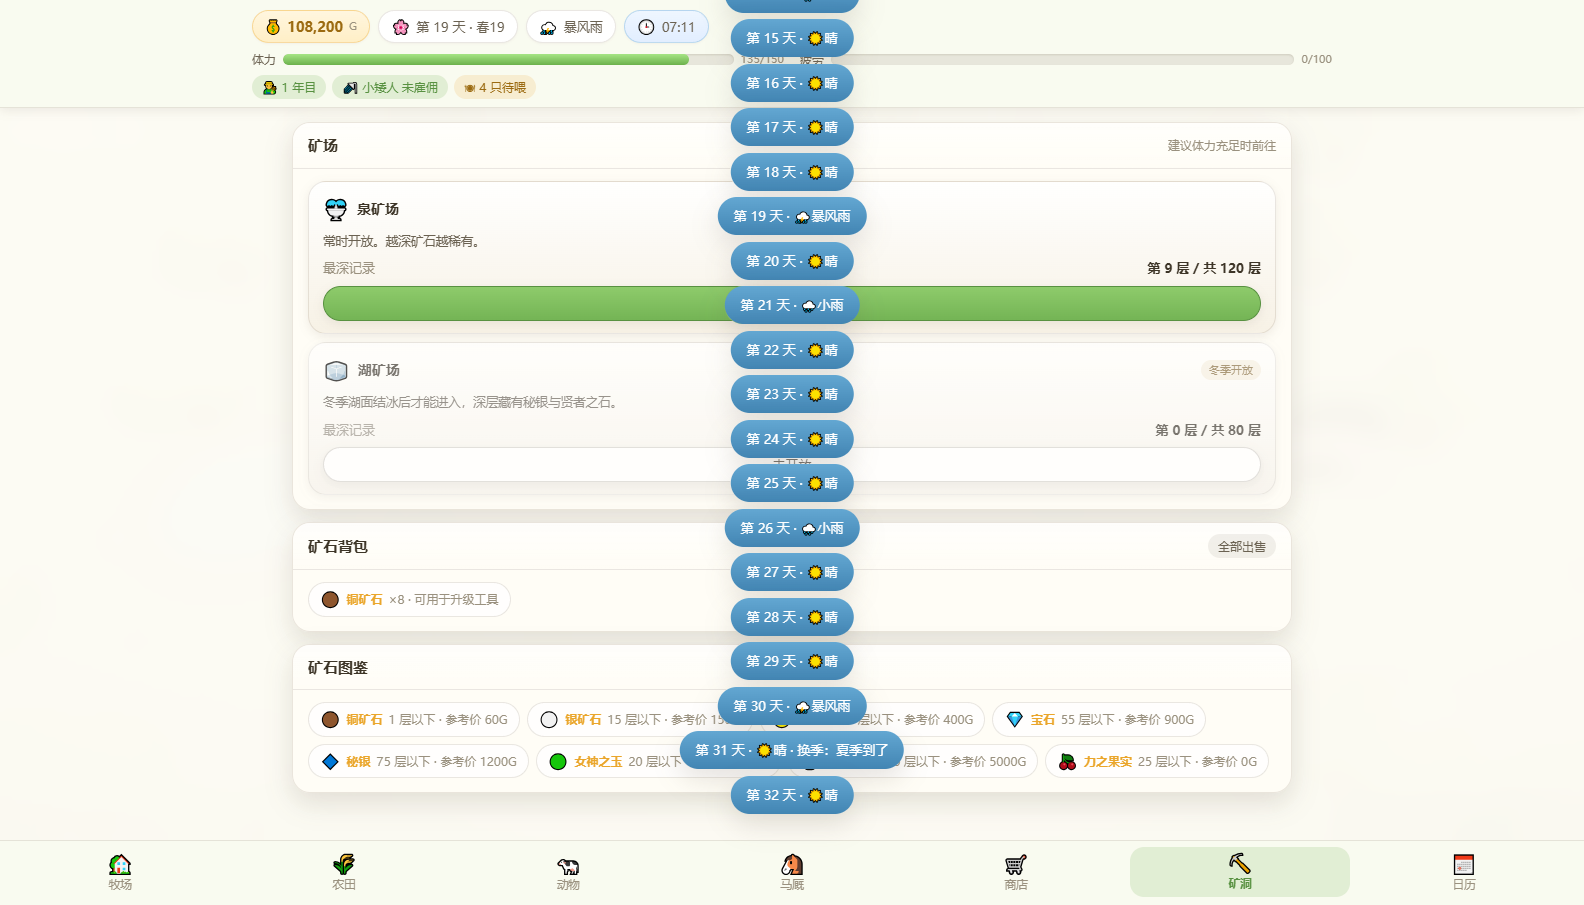 108,200 G
第 19 天 · 春19
暴风雨
07:11
体力
135/150
疲劳
0/100
1 年目
小矮人 未雇佣
4 只待喂
第 15 天 · 晴
第 16 天 · 晴
第 17 天 · 晴
第 18 天 · 晴
第 19 天 · 暴风雨
第 20 天 · 晴
第 21 天 · 小雨
第 22 天 · 晴
第 23 天 · 晴
第 24 天 · 晴
第 25 天 · 晴
第 26 天 · 小雨
第 27 天 · 晴
第 28 天 · 晴
第 29 天 · 晴
第 30 天 · 暴风雨
第 31 天 · 晴 · 换季：夏季到了
第 32 天 · 晴
矿场
建议体力充足时前往
泉矿场
常时开放。越深矿石越稀有。
最深记录
第 9 层 / 共 120 层
湖矿场
冬季开放
冬季湖面结冰后才能进入，深层藏有秘银与贤者之石。
最深记录
第 0 层 / 共 80 层
矿石背包
全部出售
铜矿石 ×8 · 可用于升级工具
矿石图鉴
铜矿石 1 层以下 · 参考价 60G
银矿石 15 层以下 · 参考价
层以下 · 参考价 400G
宝石 55 层以下 · 参考价 900G
秘银 75 层以下 · 参考价 1200G
女神之玉 20 层以下
层以下 · 参考价 5000G
力之果实 25 层以下 · 参考价 0G
牧场
农田
动物
马厩
商店
矿洞
日历